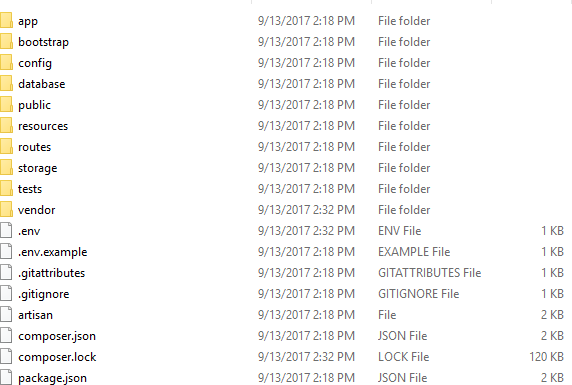 app 9/13/2017 2:18 PM File folder
bootstrap 9/13/2017 2:18 PM File folder
config 9/13/2017 2:18 PM File folder
database 9/13/2017 2:18 PM File folder
public 9/13/2017 2:18 PM File folder
resources 9/13/2017 2:18 PM File folder
routes 9/13/2017 2:18 PM File folder
storage 9/13/2017 2:18 PM File folder
tests 9/13/2017 2:18 PM File folder
vendor 9/13/2017 2:32 PM File folder
.env 9/13/2017 2:32 PM ENV File 1 KB
.env.example 9/13/2017 2:18 PM EXAMPLE File 1 KB
.gitattributes 9/13/2017 2:18 PM GITATTRIBUTES File 1 KB
.gitignore 9/13/2017 2:18 PM GITIGNORE File 1 KB
artisan 9/13/2017 2:18 PM File 2 KB
composer.json 9/13/2017 2:18 PM JSON File 2 KB
composer.lock 9/13/2017 2:32 PM LOCK File 120 KB
package.json 9/13/2017 2:18 PM JSON File 2 KB